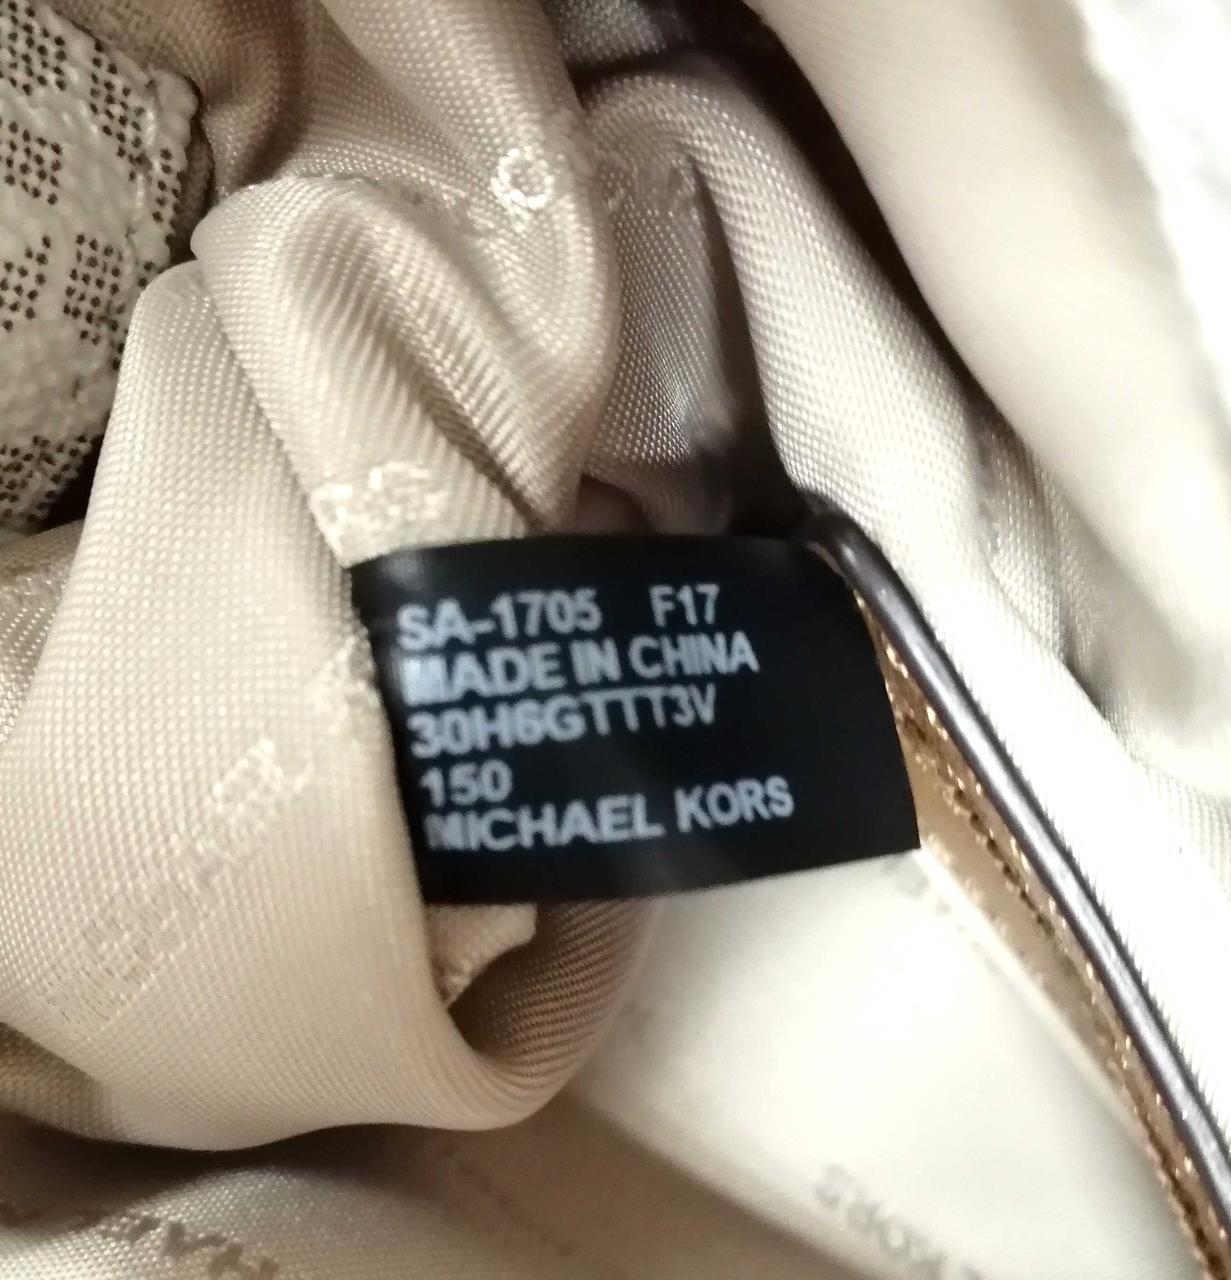 SA-1705 F17
MADE IN CHINA
30H6GTTT3V
150
MICHAEL KORS